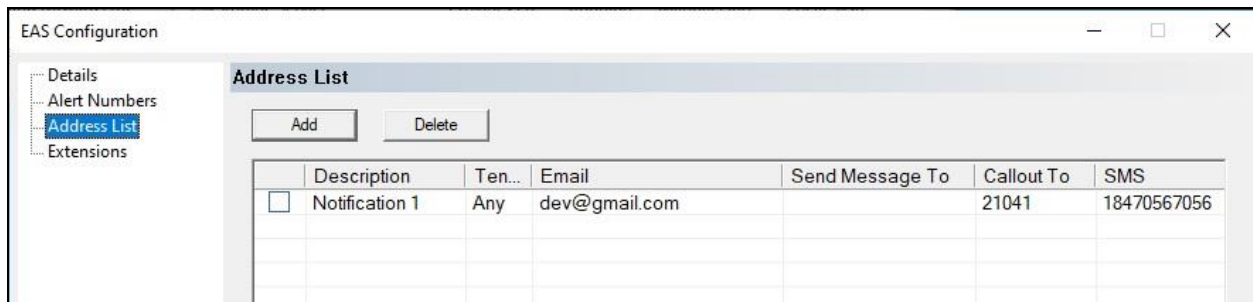 EAS Configuration
Details
Alert Numbers
Address List
Extensions
Address List
Add Delete
Description Ten... Email Send Message To Callout To SMS
Notification 1 Any dev@gmail.com 21041 18470567056